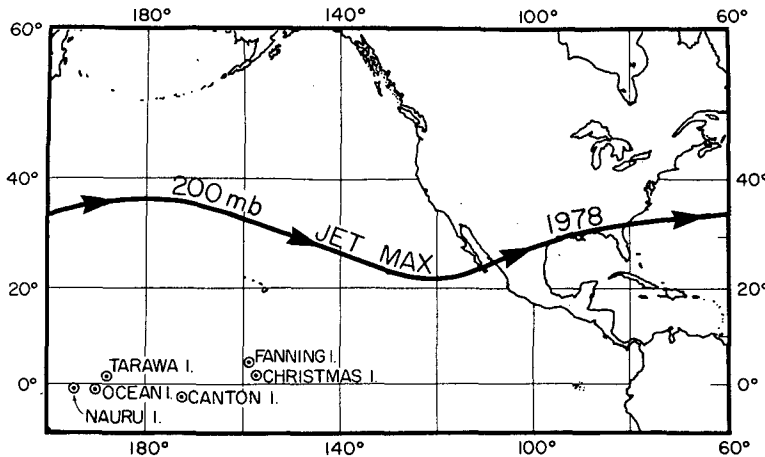 180° 140° 100° 60°
60°
40° 40°
20° 20°
0° 0°
200 mb
JET MAX
1978
TARAWA I.
OCEAN I.
NAURU I.
CANTON I.
FANNING I.
CHRISTMAS I.
180° 140° 100° 60°